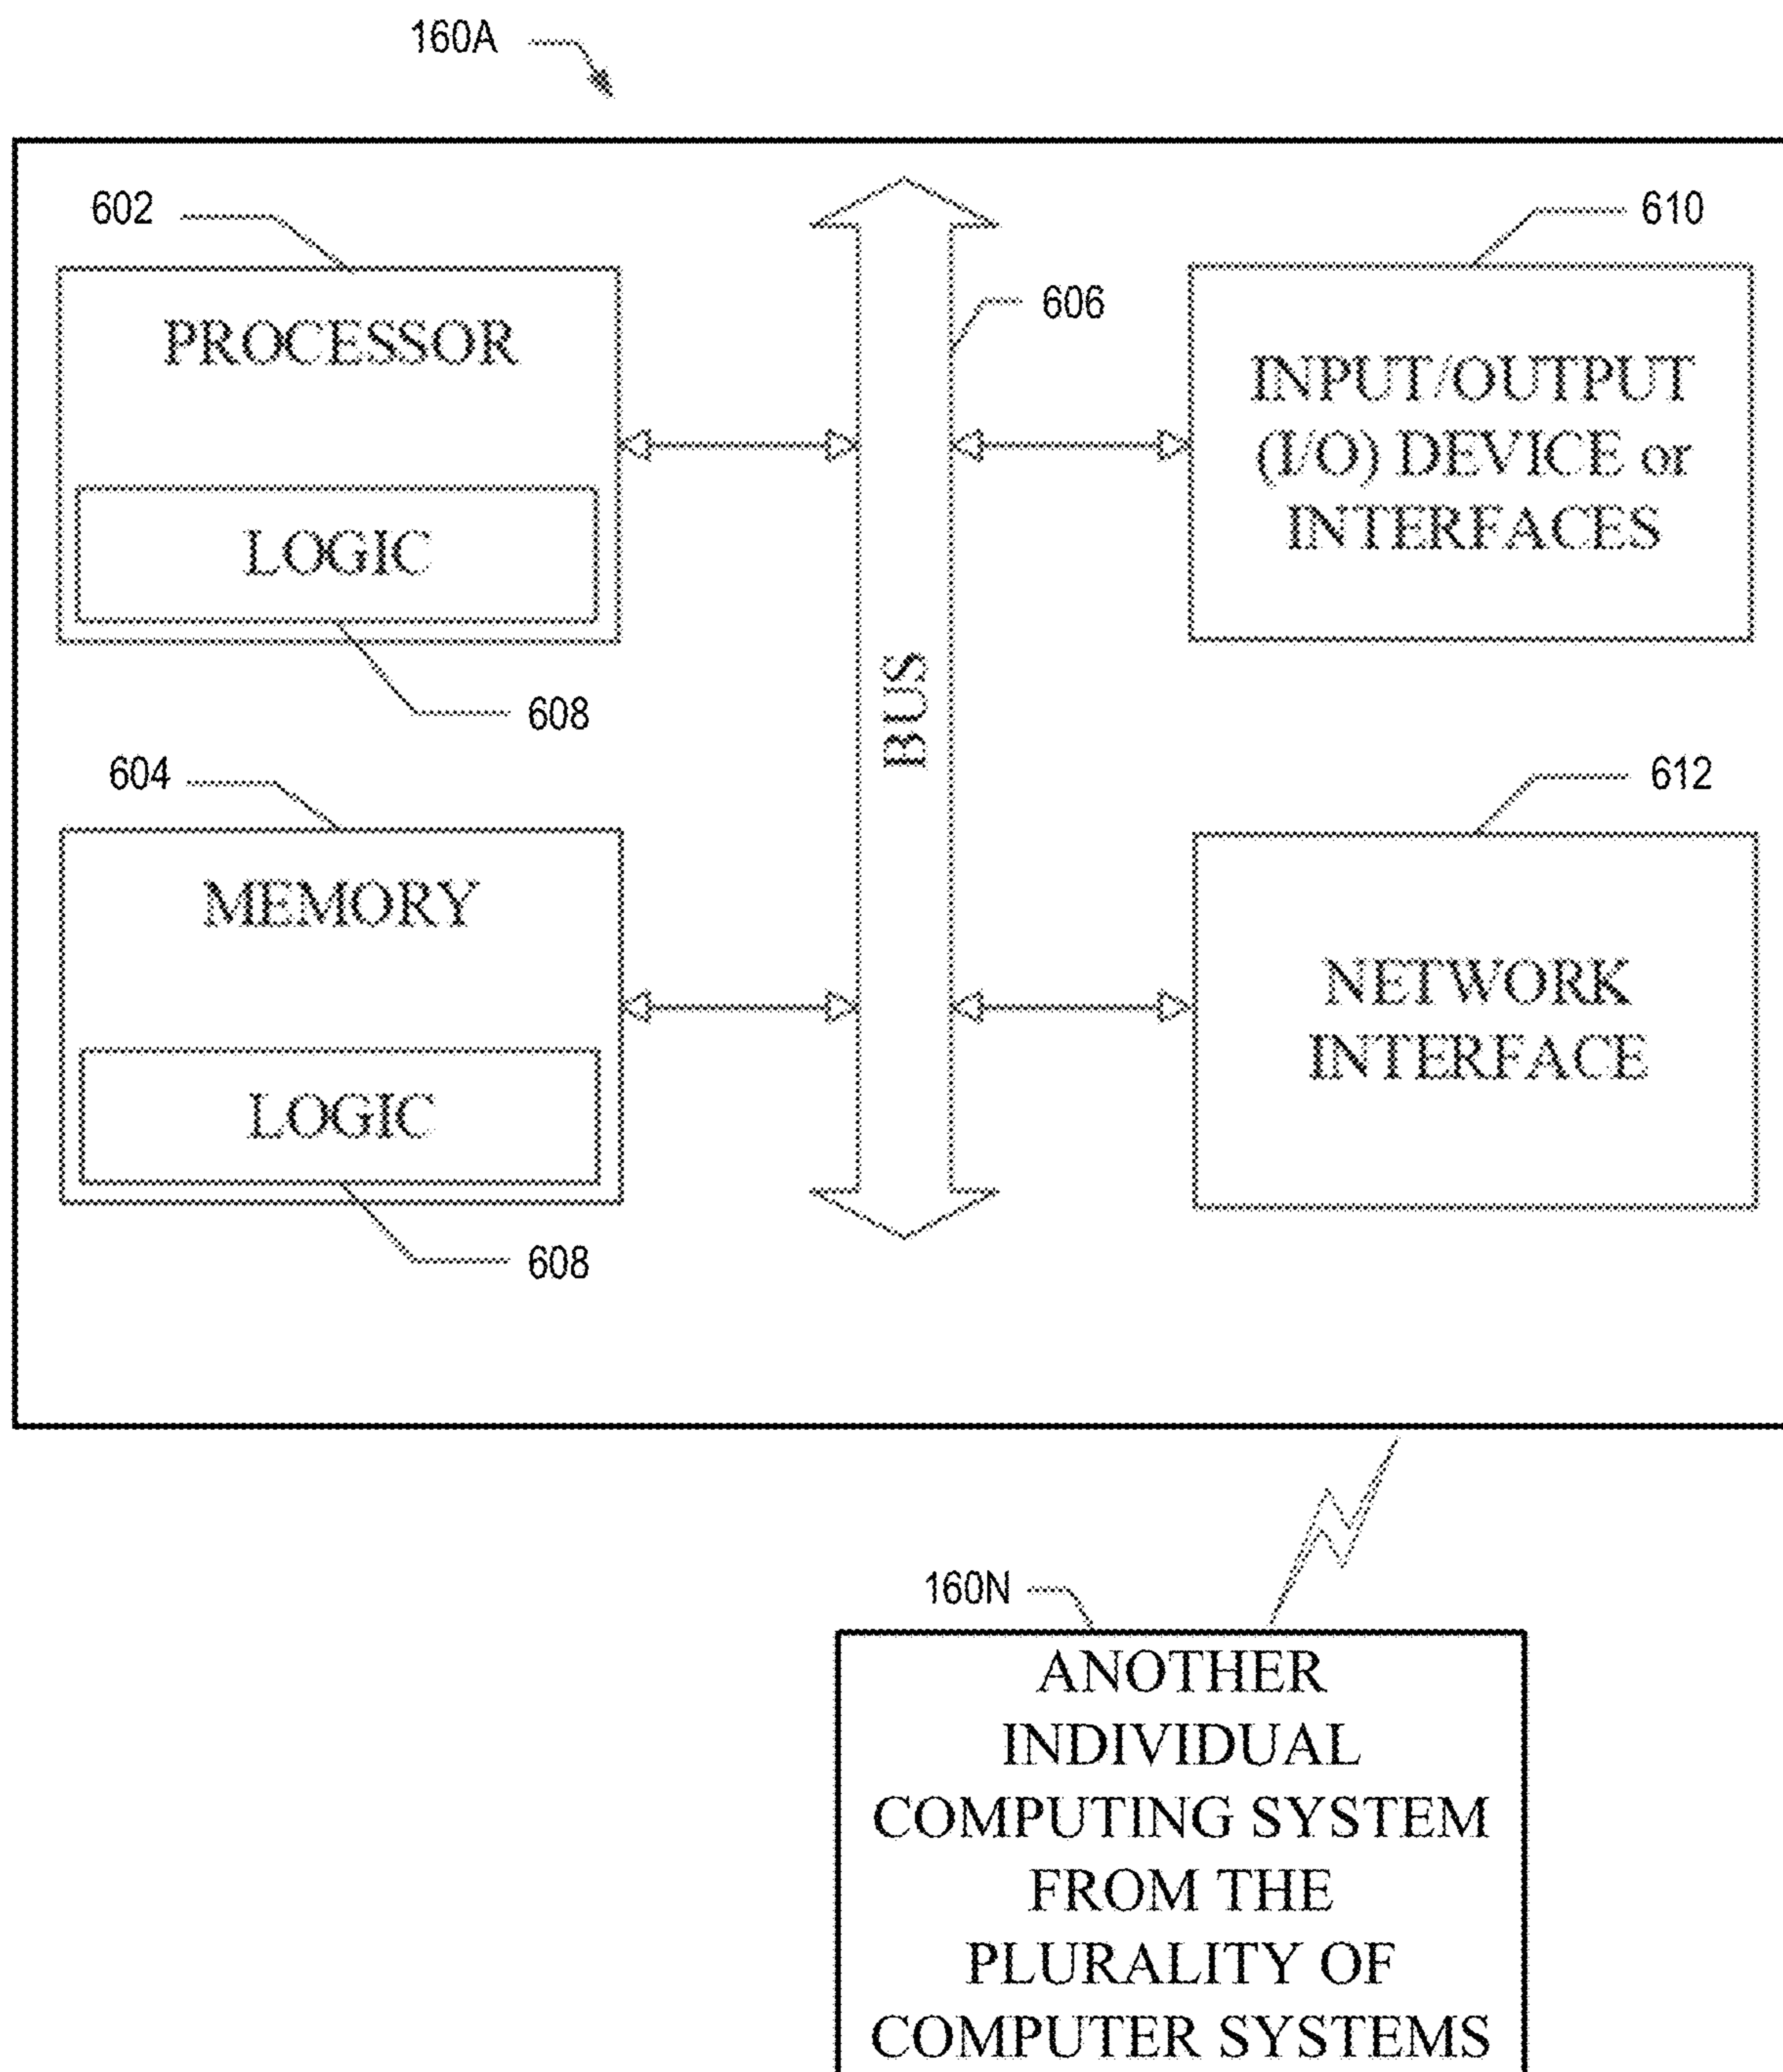 160A
602
PROCESSOR
LOGIC
608
604
MEMORY
LOGIC
608
606
BUS
610
INPUT/OUTPUT
(I/O) DEVICE or
INTERFACES
612
NETWORK
INTERFACE
160N
ANOTHER
INDIVIDUAL
COMPUTING SYSTEM
FROM THE
PLURALITY OF
COMPUTER SYSTEMS